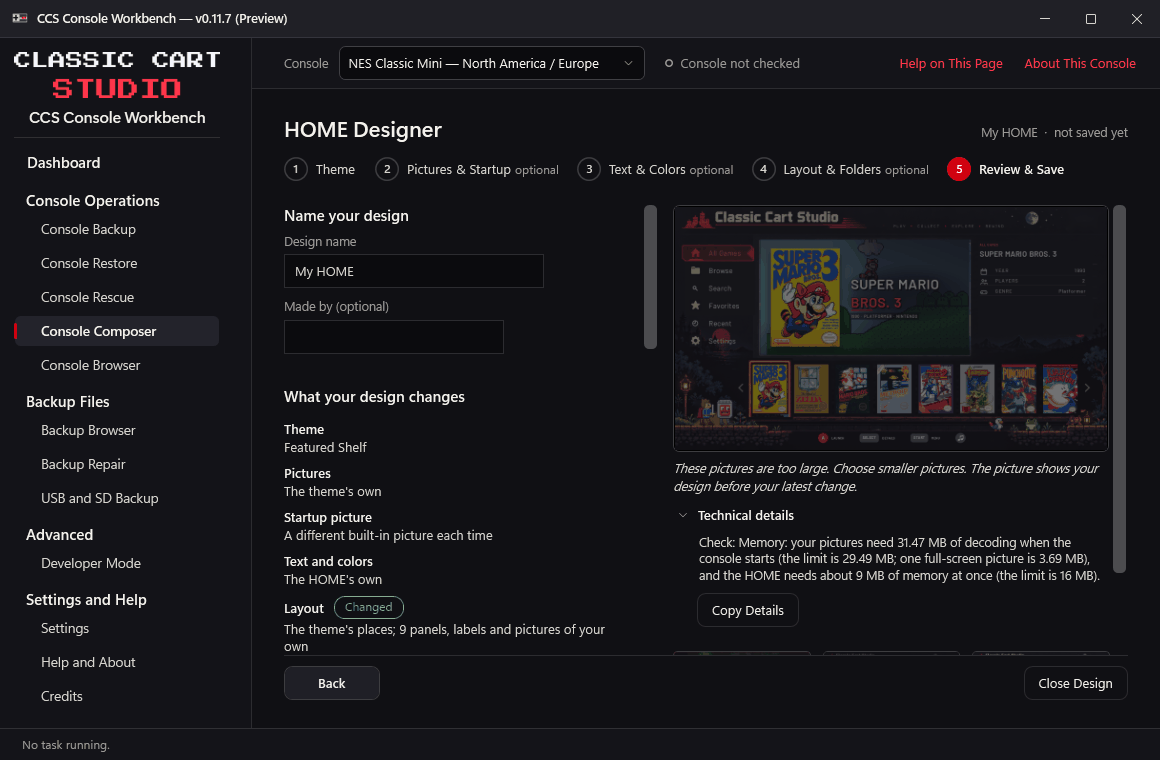 CCS Console Workbench — v0.11.7 (Preview)
CLASSIC CART
STUDIO
CCS Console Workbench
Dashboard
Console Operations
Console Backup
Console Restore
Console Rescue
Console Composer
Console Browser
Backup Files
Backup Browser
Backup Repair
USB and SD Backup
Advanced
Developer Mode
Settings and Help
Settings
Help and About
Credits
Console
NES Classic Mini — North America / Europe
Console not checked
Help on This Page
About This Console
HOME Designer
My HOME · not saved yet
1 Theme
2 Pictures & Startup optional
3 Text & Colors optional
4 Layout & Folders optional
5 Review & Save
Name your design
Design name
My HOME
Made by (optional)
What your design changes
Theme
Featured Shelf
Pictures
The theme's own
Startup picture
A different built-in picture each time
Text and colors
The HOME's own
Layout Changed
The theme's places; 9 panels, labels and pictures of your
own
Classic Cart Studio
All Games
Browse
Search
Favorites
Recent
Settings
SUPER MARIO 3
SUPER MARIO
BROS. 3
SUPER MARIO BROS. 3
YEAR
PLAYERS
GENRE Platformer
These pictures are too large. Choose smaller pictures. The picture shows your
design before your latest change.
Technical details
Check: Memory: your pictures need 31.47 MB of decoding when the
console starts (the limit is 29.49 MB; one full-screen picture is 3.69 MB),
and the HOME needs about 9 MB of memory at once (the limit is 16 MB).
Copy Details
Back
Close Design
No task running.